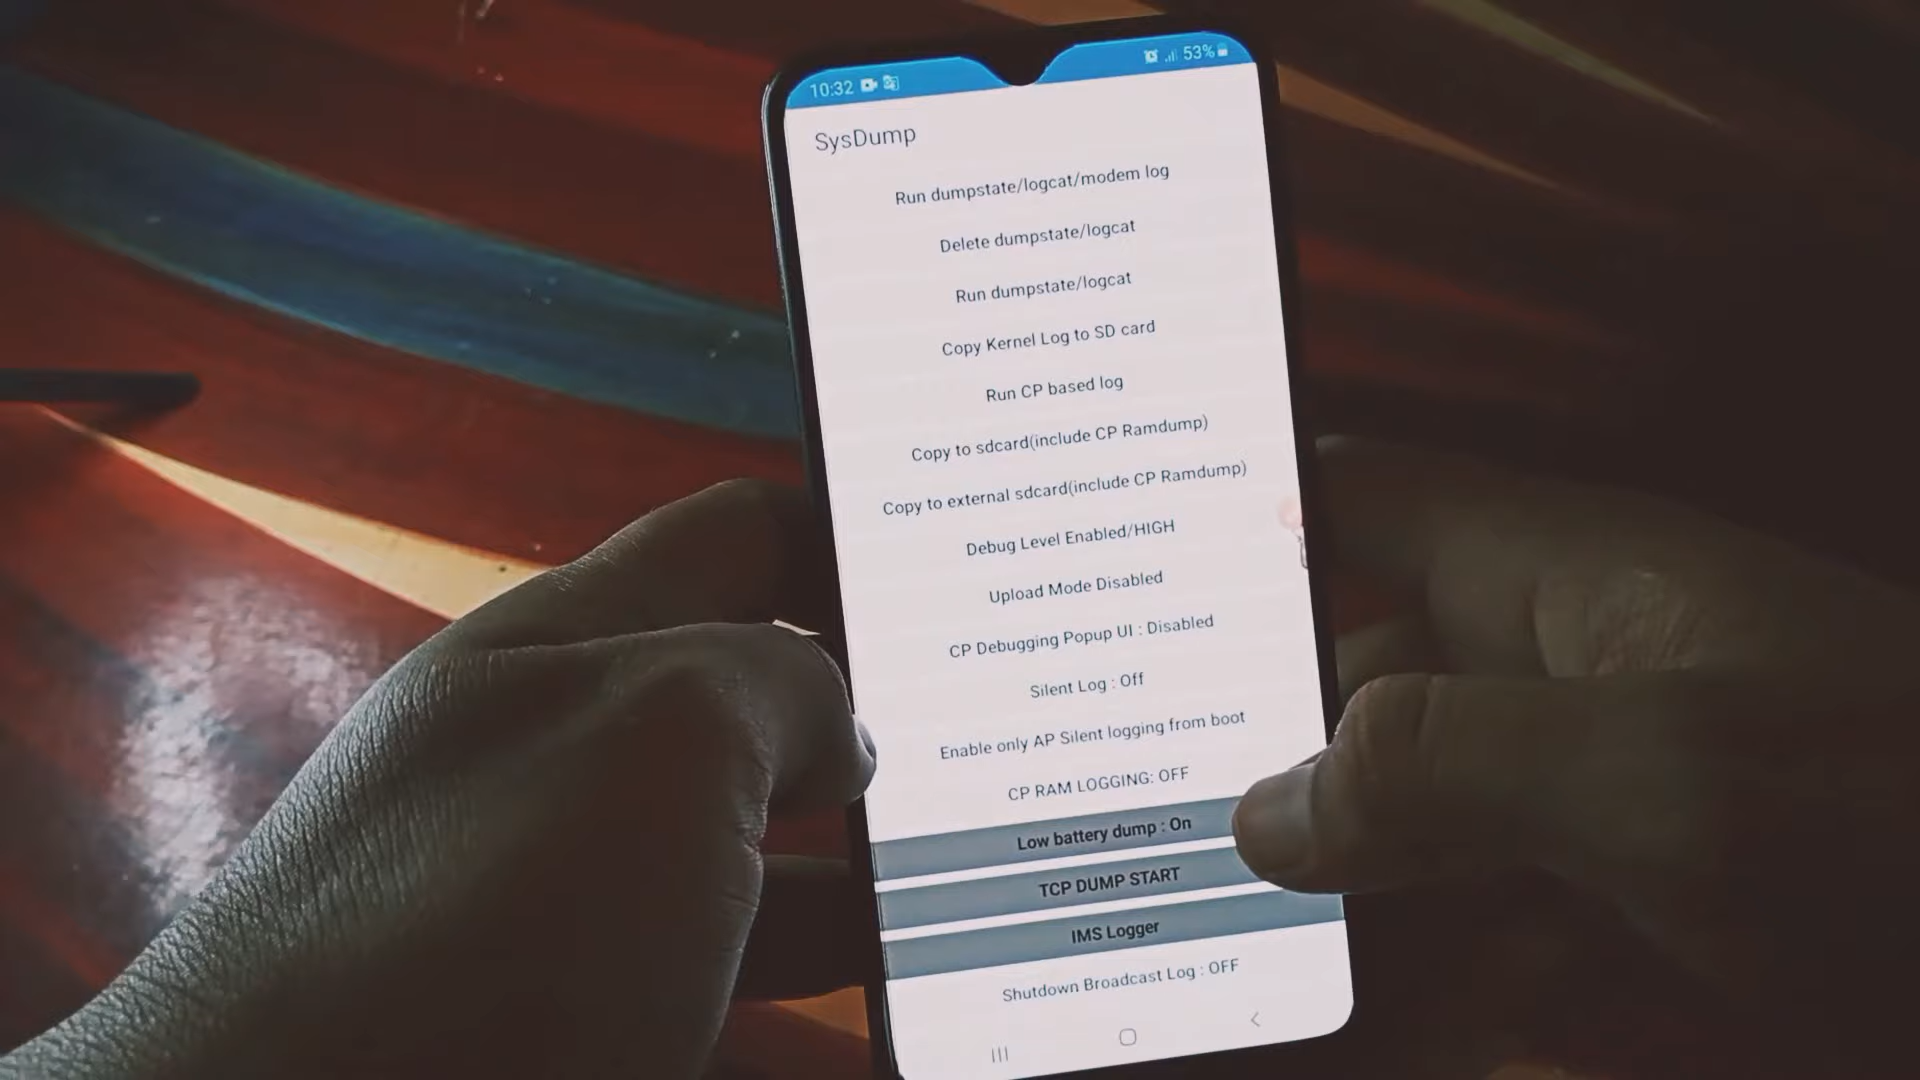 10:32 53%
SysDump
Run dumpstate/logcat/modem log
Delete dumpstate/logcat
Run dumpstate/logcat
Copy Kernel Log to SD card
Run CP based log
Copy to sdcard(include CP Ramdump)
Copy to external sdcard(include CP Ramdump)
Debug Level Enabled/HIGH
Upload Mode Disabled
CP Debugging Popup UI : Disabled
Silent Log : Off
Enable only AP Silent logging from boot
CP RAM LOGGING: OFF
Low battery dump : On
TCP DUMP START
IMS Logger
Shutdown Broadcast Log : OFF